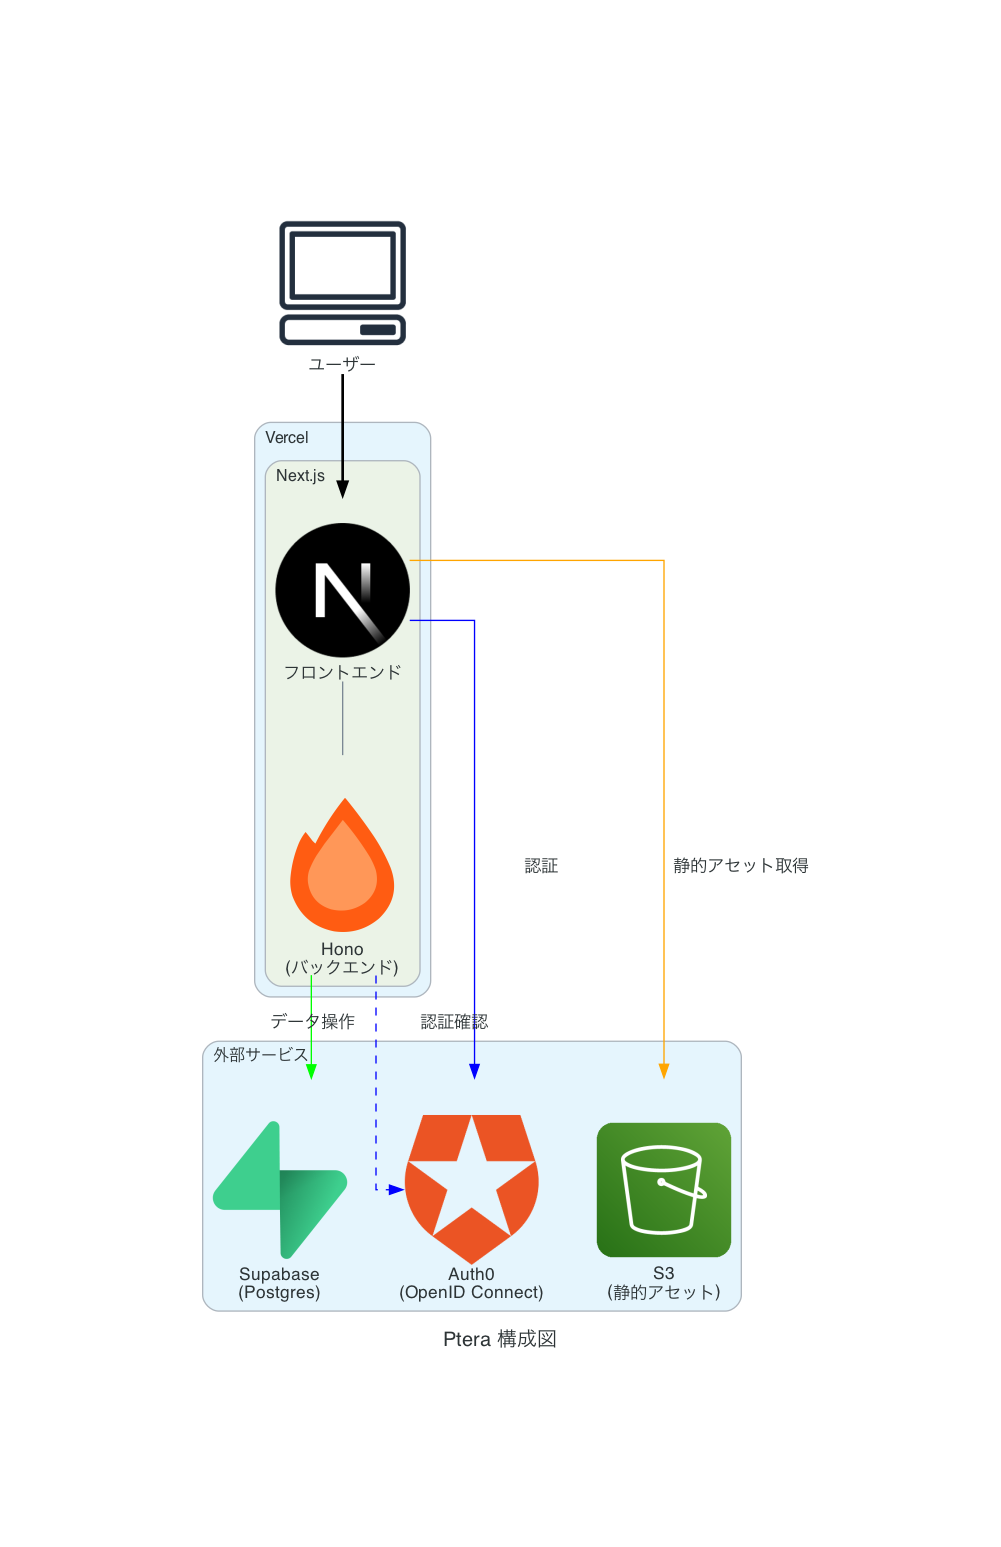 ユーザー
Vercel
Next.js
フロントエンド
認証
静的アセット取得
Hono
(バックエンド)
データ操作
認証確認
外部サービス
Supabase
(Postgres)
Auth0
(OpenID Connect)
S3
(静的アセット)
Ptera 構成図